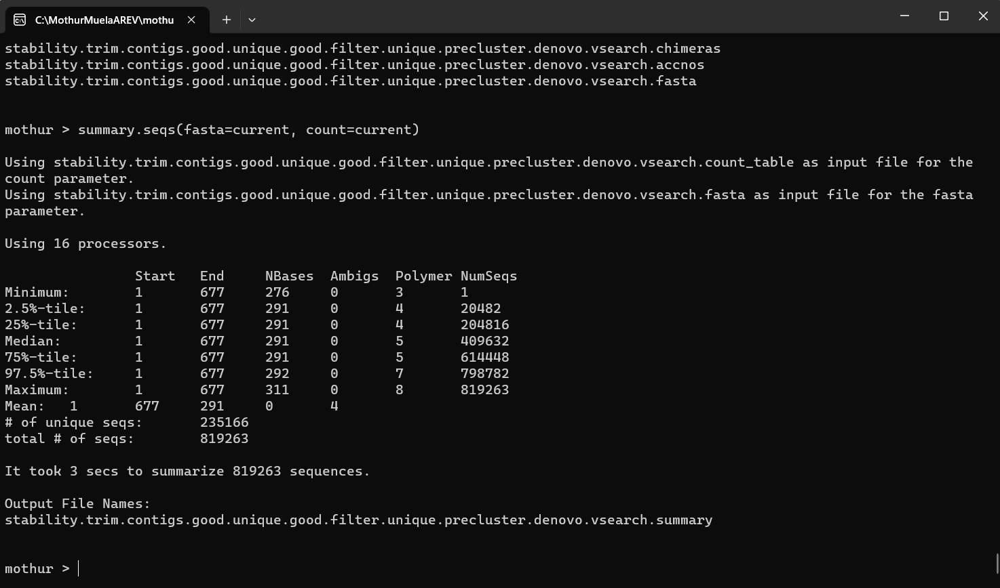 C:\MothurMuelaAREV\mothu
stability.trim.contigs.good.unique.good.filter.unique.precluster.denovo.vsearch.chimeras
stability.trim.contigs.good.unique.good.filter.unique.precluster.denovo.vsearch.accnos
stability.trim.contigs.good.unique.good.filter.unique.precluster.denovo.vsearch.fasta
mothur > summary.seqs(fasta=current, count=current)
Using stability.trim.contigs.good.unique.good.filter.unique.precluster.denovo.vsearch.count_table as input file for the
count parameter.
Using stability.trim.contigs.good.unique.good.filter.unique.precluster.denovo.vsearch.fasta as input file for the fasta
parameter.
Using 16 processors.
Start End NBases Ambigs Polymer NumSeqs
Minimum: 1 677 276 0 3 1
2.5%-tile: 1 677 291 0 4 20482
25%-tile: 1 677 291 0 4 204816
Median: 1 677 291 0 5 409632
75%-tile: 1 677 291 0 5 614448
97.5%-tile: 1 677 292 0 7 798782
Maximum: 1 677 311 0 8 819263
Mean: 1 677 291 0 4
# of unique seqs: 235166
total # of seqs: 819263
It took 3 secs to summarize 819263 sequences.
Output File Names:
stability.trim.contigs.good.unique.good.filter.unique.precluster.denovo.vsearch.summary
mothur >